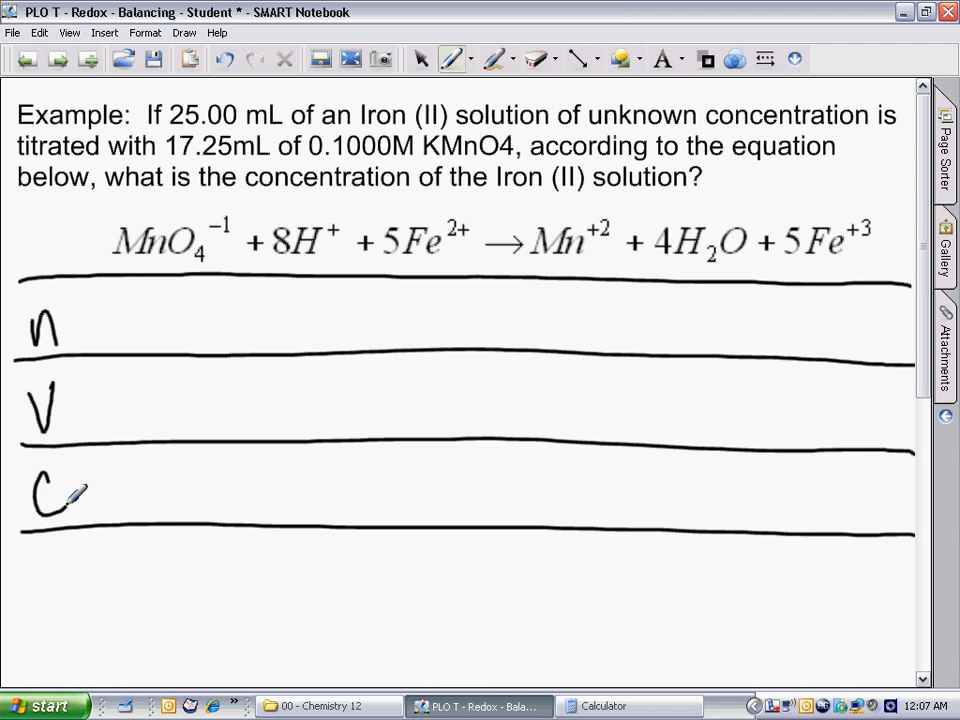 PLO T - Redox - Balancing - Student * - SMART Notebook
File Edit View Insert Format Draw Help
Example: If 25.00 mL of an Iron (II) solution of unknown concentration is
titrated with 17.25mL of 0.1000M KMnO4, according to the equation
below, what is the concentration of the Iron (II) solution?
MnO₄⁻¹ + 8H⁺ + 5Fe²⁺ → Mn⁺² + 4H₂O + 5Fe⁺³
n
V
C
Page Sorter
Gallery
Attachments
start 00 - Chemistry 12 PLO T - Redox - Bala... Calculator 12:07 AM